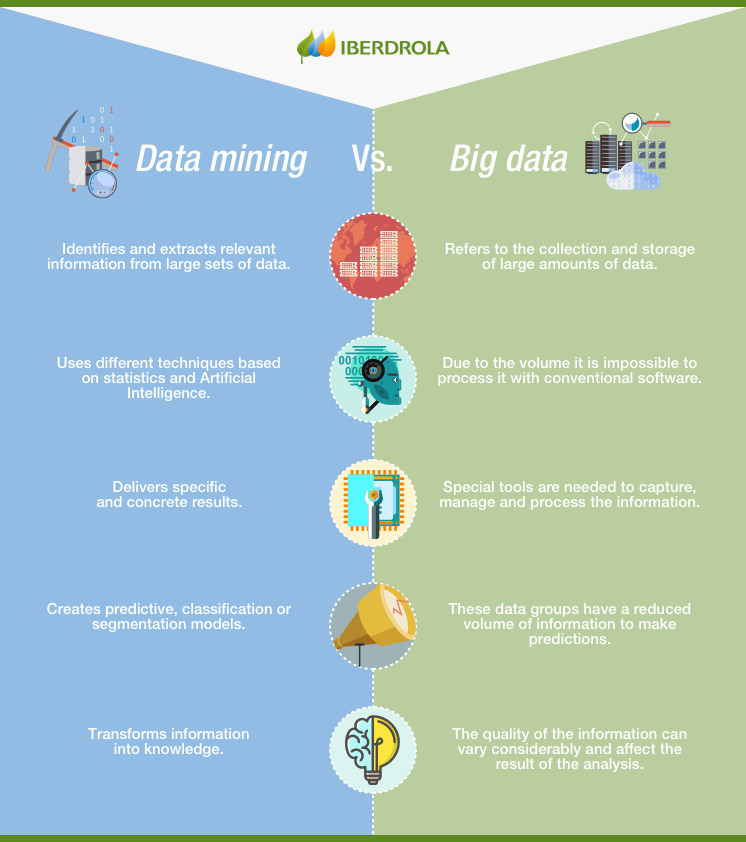 IBERDROLA
Data mining Vs. Big data
Identifies and extracts relevant
information from large sets of data.
Refers to the collection and storage
of large amounts of data.
Uses different techniques based
on statistics and Artificial
Intelligence.
Due to the volume it is impossible to
process it with conventional software.
Delivers specific
and concrete results.
Special tools are needed to capture,
manage and process the information.
Creates predictive, classification or
segmentation models.
These data groups have a reduced
volume of information to make
predictions.
Transforms information
into knowledge.
The quality of the information can
vary considerably and affect the
result of the analysis.